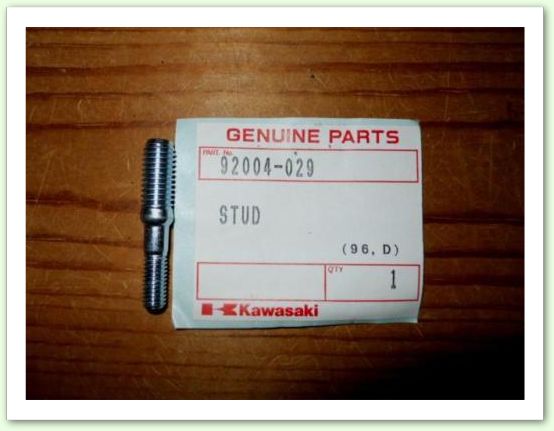 GENUINE PARTS
PART. No.
92004-029
STUD
(96, D)
QTY
1
Kawasaki